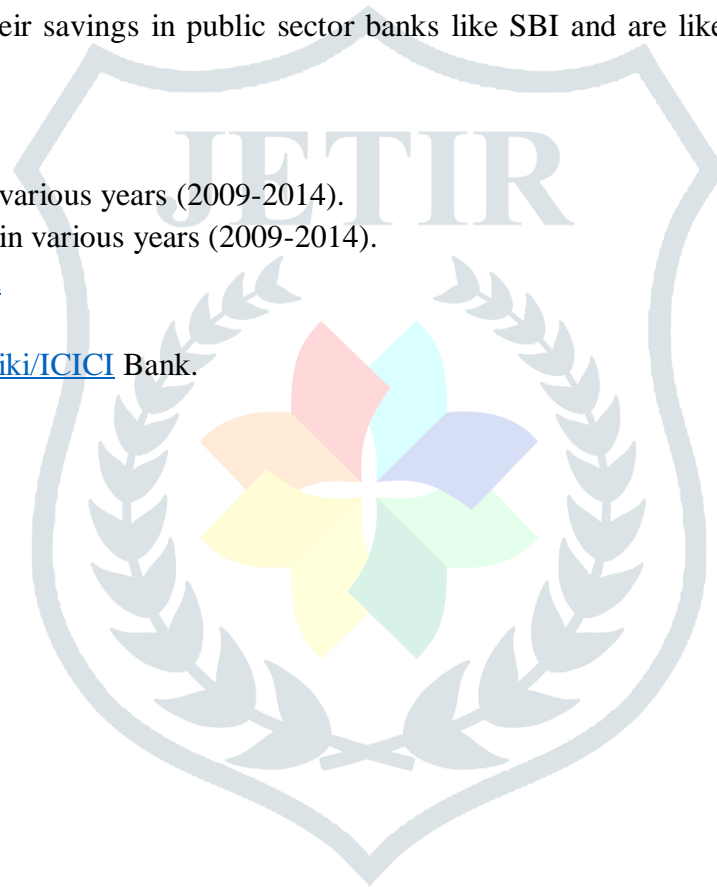 eir savings in public sector banks like SBI and are like
JETIR
various years (2009-2014).
in various years (2009-2014).
iki/ICICI Bank.